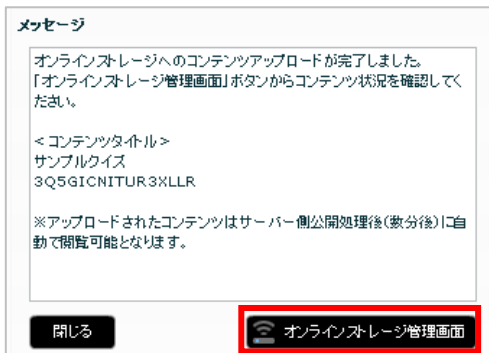 メッセージ
オンラインストレージへのコンテンツアップロードが完了しました。
「オンラインストレージ管理画面」ボタンからコンテンツ状況を確認してく
ださい。
＜コンテンツタイトル＞
サンプルクイズ
3Q5GICNITUR3XLLR
※アップロードされたコンテンツはサーバー側公開処理後(数分後)に自
動で閲覧可能となります。
閉じる
オンラインストレージ管理画面